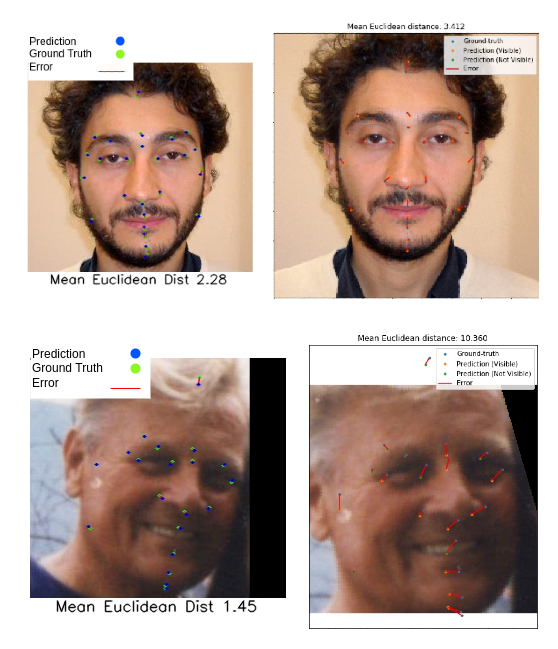 Prediction
Ground Truth
Error
Mean Euclidean Dist 2.28
Mean Euclidean distance. 3.412
Ground-truth
Prediction (Visible)
Prediction (Not Visible)
Error
Prediction
Ground Truth
Error
Mean Euclidean Dist 1.45
Mean Euclidean distance: 10.360
Ground-truth
Prediction (Visible)
Prediction (Not Visible)
Error